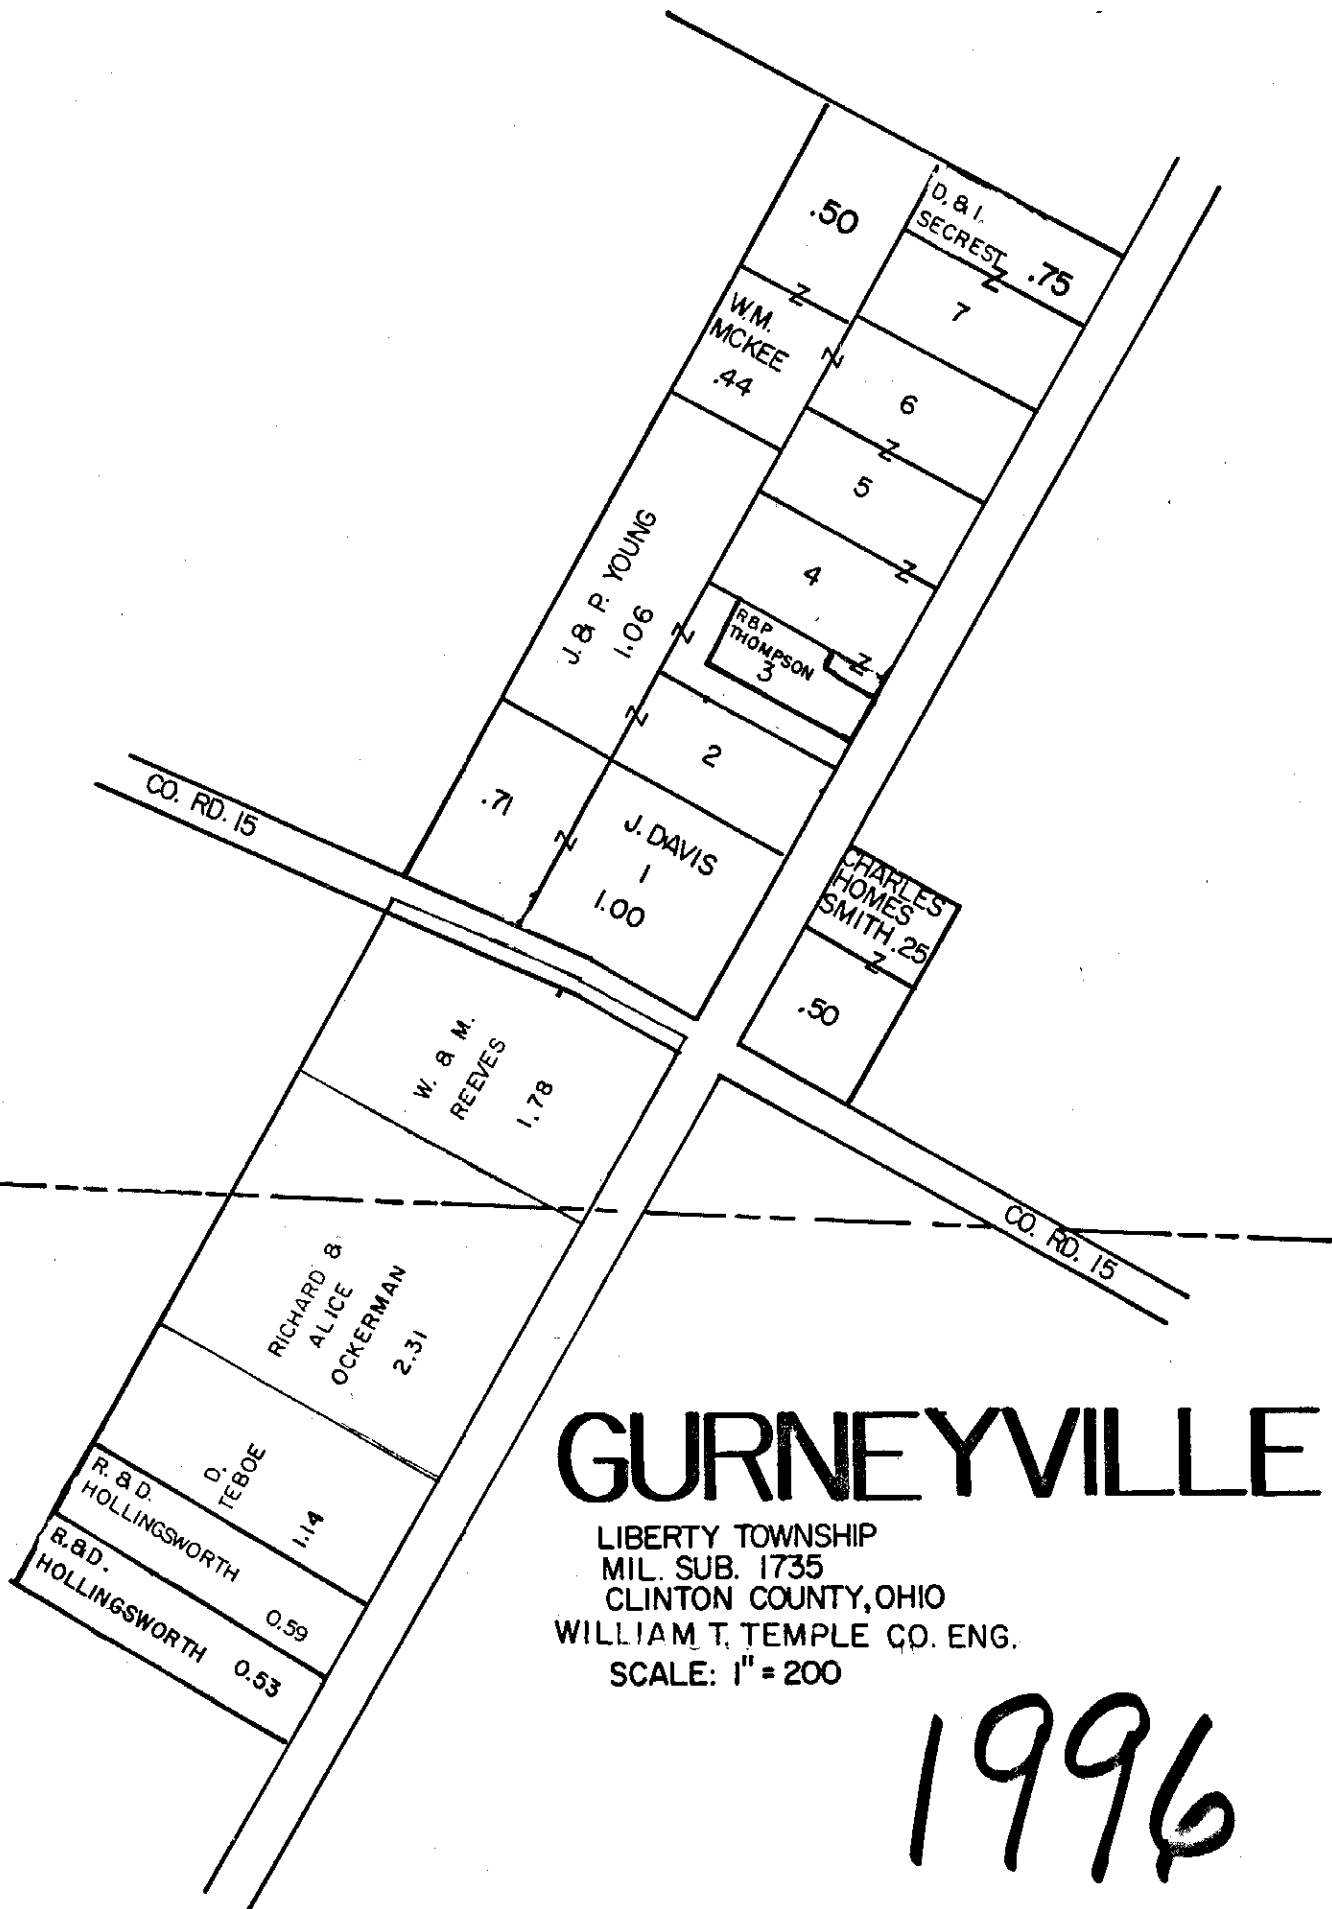 .50
D. & I.
SECREST .75
7
W.M.
MCKEE
.44
6
5
4
J. & P. YOUNG
1.06
R&P
THOMPSON
3
2
.71
J. DAVIS
1
1.00
CO. RD. 15
CHARLES
HOMES
SMITH .25
.50
W. & M.
REEVES
1.78
CO. RD. 15
RICHARD &
ALICE
OCKERMAN
2.31
D.
TEBOE
1.14
R. & D.
HOLLINGSWORTH
0.59
R.&D.
HOLLINGSWORTH 0.53
GURNEYVILLE
LIBERTY TOWNSHIP
MIL. SUB. 1735
CLINTON COUNTY, OHIO
WILLIAM T. TEMPLE CO. ENG.
SCALE: 1" = 200
1996